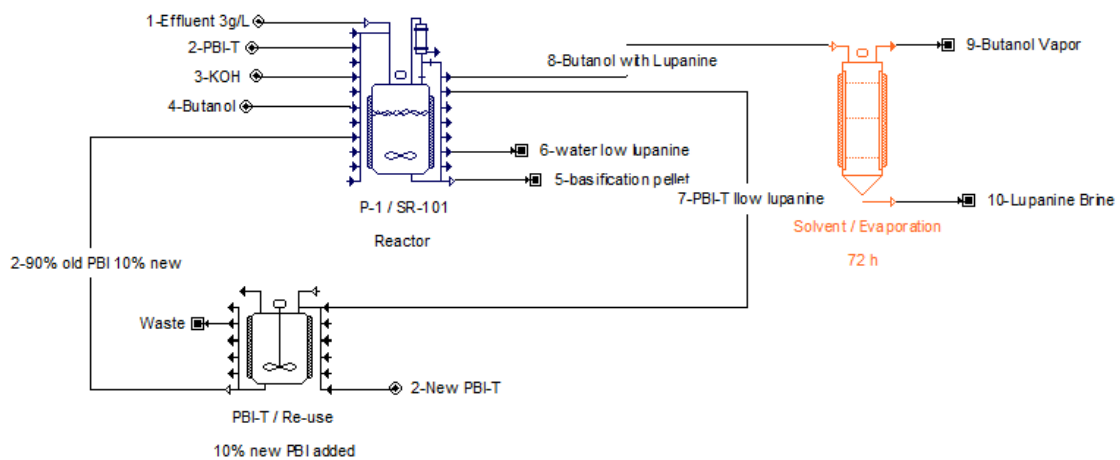 1-Effluent 3g/L
2-PBI-T
3-KOH
4-Butanol
8-Butanol with Lupanine
9-Butanol Vapor
6-water low lupanine
5-basification pellet
7-PBI-T llow lupanine
10-Lupanine Brine
P-1 / SR-101
Reactor
Solvent / Evaporation
72 h
2-90% old PBI 10% new
Waste
2-New PBI-T
PBI-T / Re-use
10% new PBI added